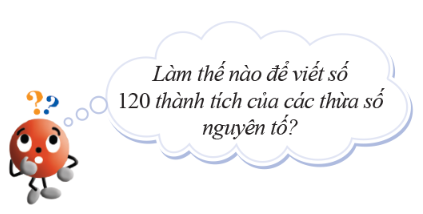 ??
Làm thế nào để viết số
120 thành tích của các thừa số
nguyên tố?